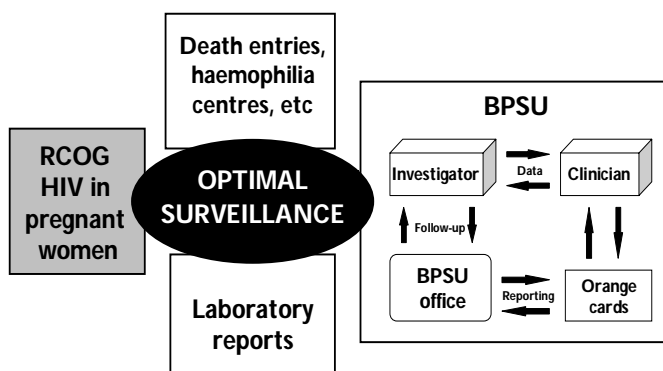 Death entries,
haemophilia
centres, etc
RCOG
HIV in
pregnant
women
OPTIMAL
SURVEILLANCE
Laboratory
reports
BPSU
Investigator
Data
Clinician
Follow-up
BPSU
office
Reporting
Orange
cards